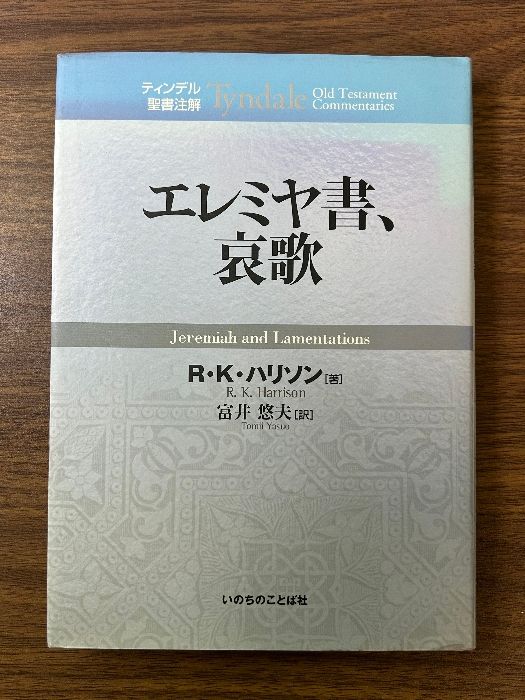 ティンデル
聖書注解
Tyndale
Old Testament
Commentaries
エレミヤ書、
哀歌
Jeremiah and Lamentations
R・K・ハリソン[著]
R. K. Harrison
富井 悠夫[訳]
Tomii Yasuo
いのちのことば社